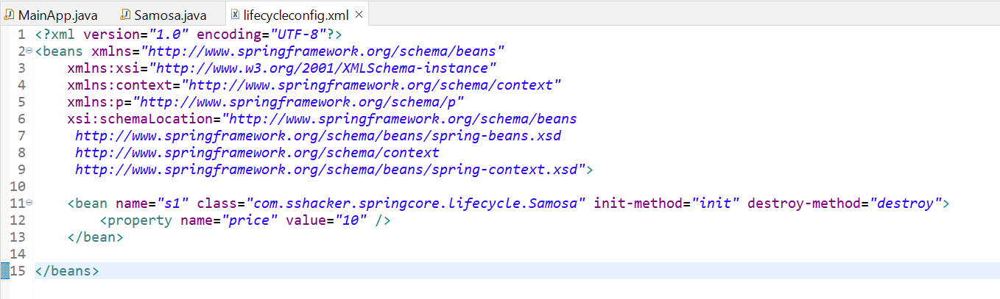 MainApp.java Samosa.java lifecycleconfig.xml
1 <?xml version="1.0" encoding="UTF-8"?>
2 <beans xmlns="http://www.springframework.org/schema/beans"
3 xmlns:xsi="http://www.w3.org/2001/XMLSchema-instance"
4 xmlns:context="http://www.springframework.org/schema/context"
5 xmlns:p="http://www.springframework.org/schema/p"
6 xsi:schemaLocation="http://www.springframework.org/schema/beans
7 http://www.springframework.org/schema/beans/spring-beans.xsd
8 http://www.springframework.org/schema/context
9 http://www.springframework.org/schema/beans/spring-context.xsd">
10
11 <bean name="s1" class="com.sshacker.springcore.lifecycle.Samosa" init-method="init" destroy-method="destroy">
12 <property name="price" value="10" />
13 </bean>
14
15 </beans>